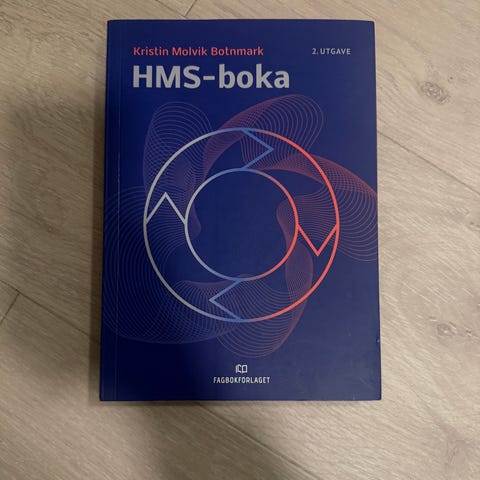 Kristin Molvik Botnmark
2. UTGAVE
HMS-boka
FAGBOKFORLAGET